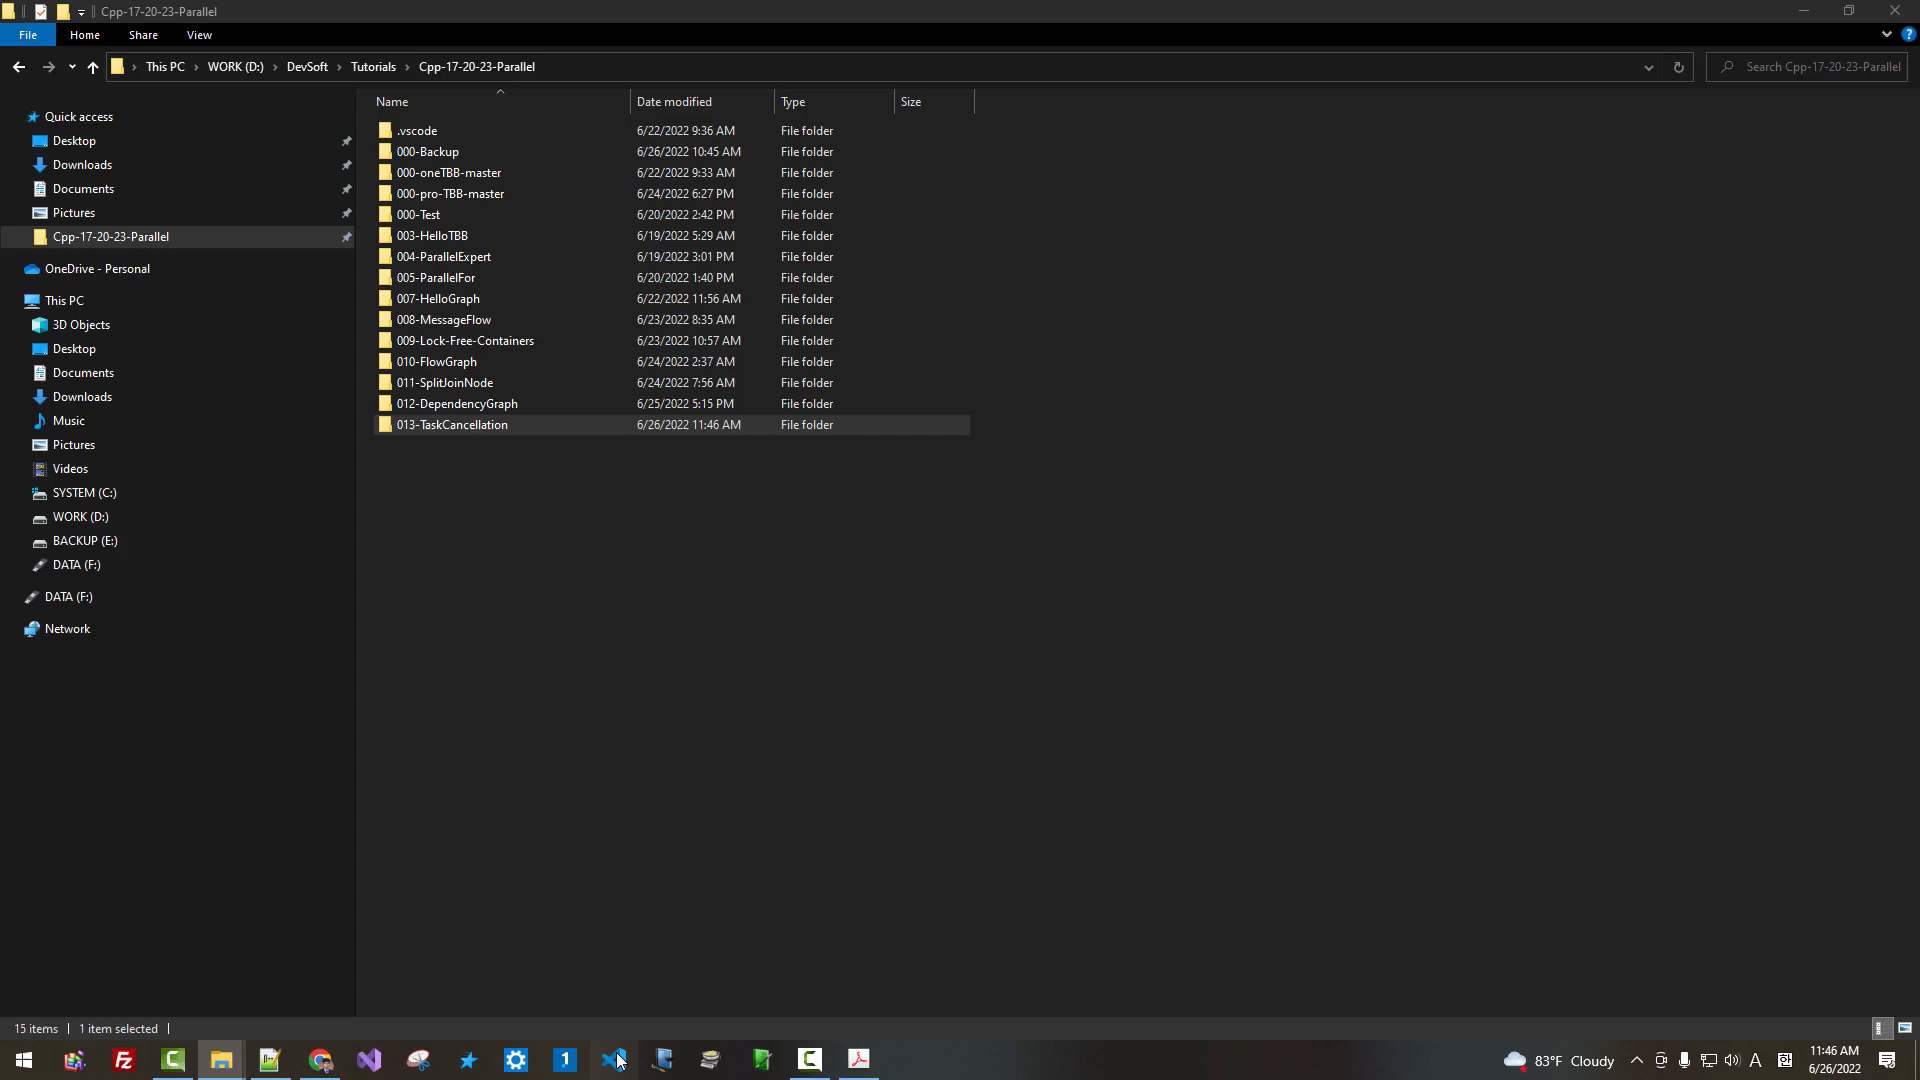 Cpp-17-20-23-Parallel
File Home Share View
This PC WORK (D:) DevSoft Tutorials Cpp-17-20-23-Parallel Search Cpp-17-20-23-Parallel
Name Date modified Type Size
Quick access
Desktop
Downloads
Documents
Pictures
Cpp-17-20-23-Parallel
OneDrive - Personal
This PC
3D Objects
Desktop
Documents
Downloads
Music
Pictures
Videos
SYSTEM (C:)
WORK (D:)
BACKUP (E:)
DATA (F:)
DATA (F:)
Network
.vscode 6/22/2022 9:36 AM File folder
000-Backup 6/26/2022 10:45 AM File folder
000-oneTBB-master 6/22/2022 9:33 AM File folder
000-pro-TBB-master 6/24/2022 6:27 PM File folder
000-Test 6/20/2022 2:42 PM File folder
003-HelloTBB 6/19/2022 5:29 AM File folder
004-ParallelExpert 6/19/2022 3:01 PM File folder
005-ParallelFor 6/20/2022 1:40 PM File folder
007-HelloGraph 6/22/2022 11:56 AM File folder
008-MessageFlow 6/23/2022 8:35 AM File folder
009-Lock-Free-Containers 6/23/2022 10:57 AM File folder
010-FlowGraph 6/24/2022 2:37 AM File folder
011-SplitJoinNode 6/24/2022 7:56 AM File folder
012-DependencyGraph 6/25/2022 5:15 PM File folder
013-TaskCancellation 6/26/2022 11:46 AM File folder
15 items 1 item selected
83°F Cloudy A 한 11:46 AM
6/26/2022